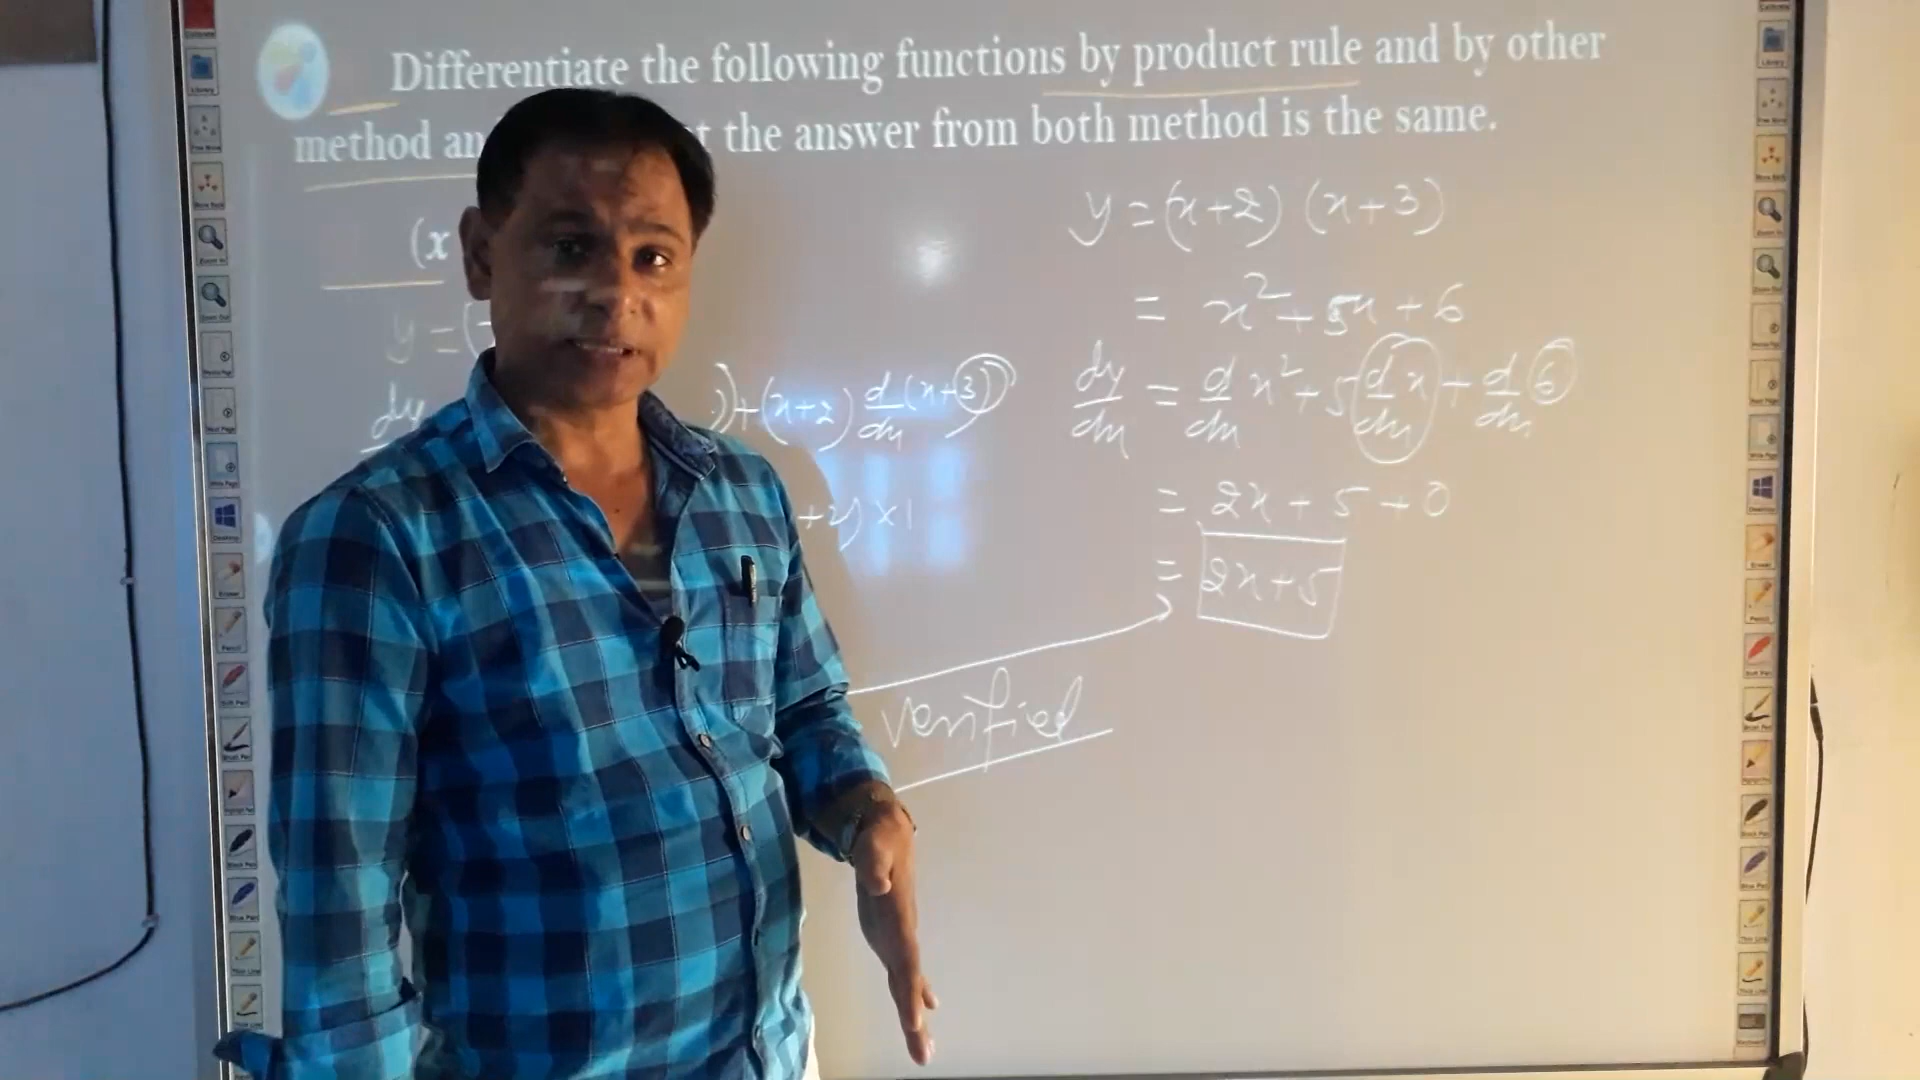 Differentiate the following functions by product rule and by other
method an t the answer from both method is the same.
(x
y = (
dy
) + (x+2) d/dx (x+3)
+2) × 1
y = (x+2) (x+3)
= x² + 5x + 6
dy/dx = d/dx x² + 5 d/dx x + d/dx 6
= 2x + 5 + 0
= 2x+5
verified